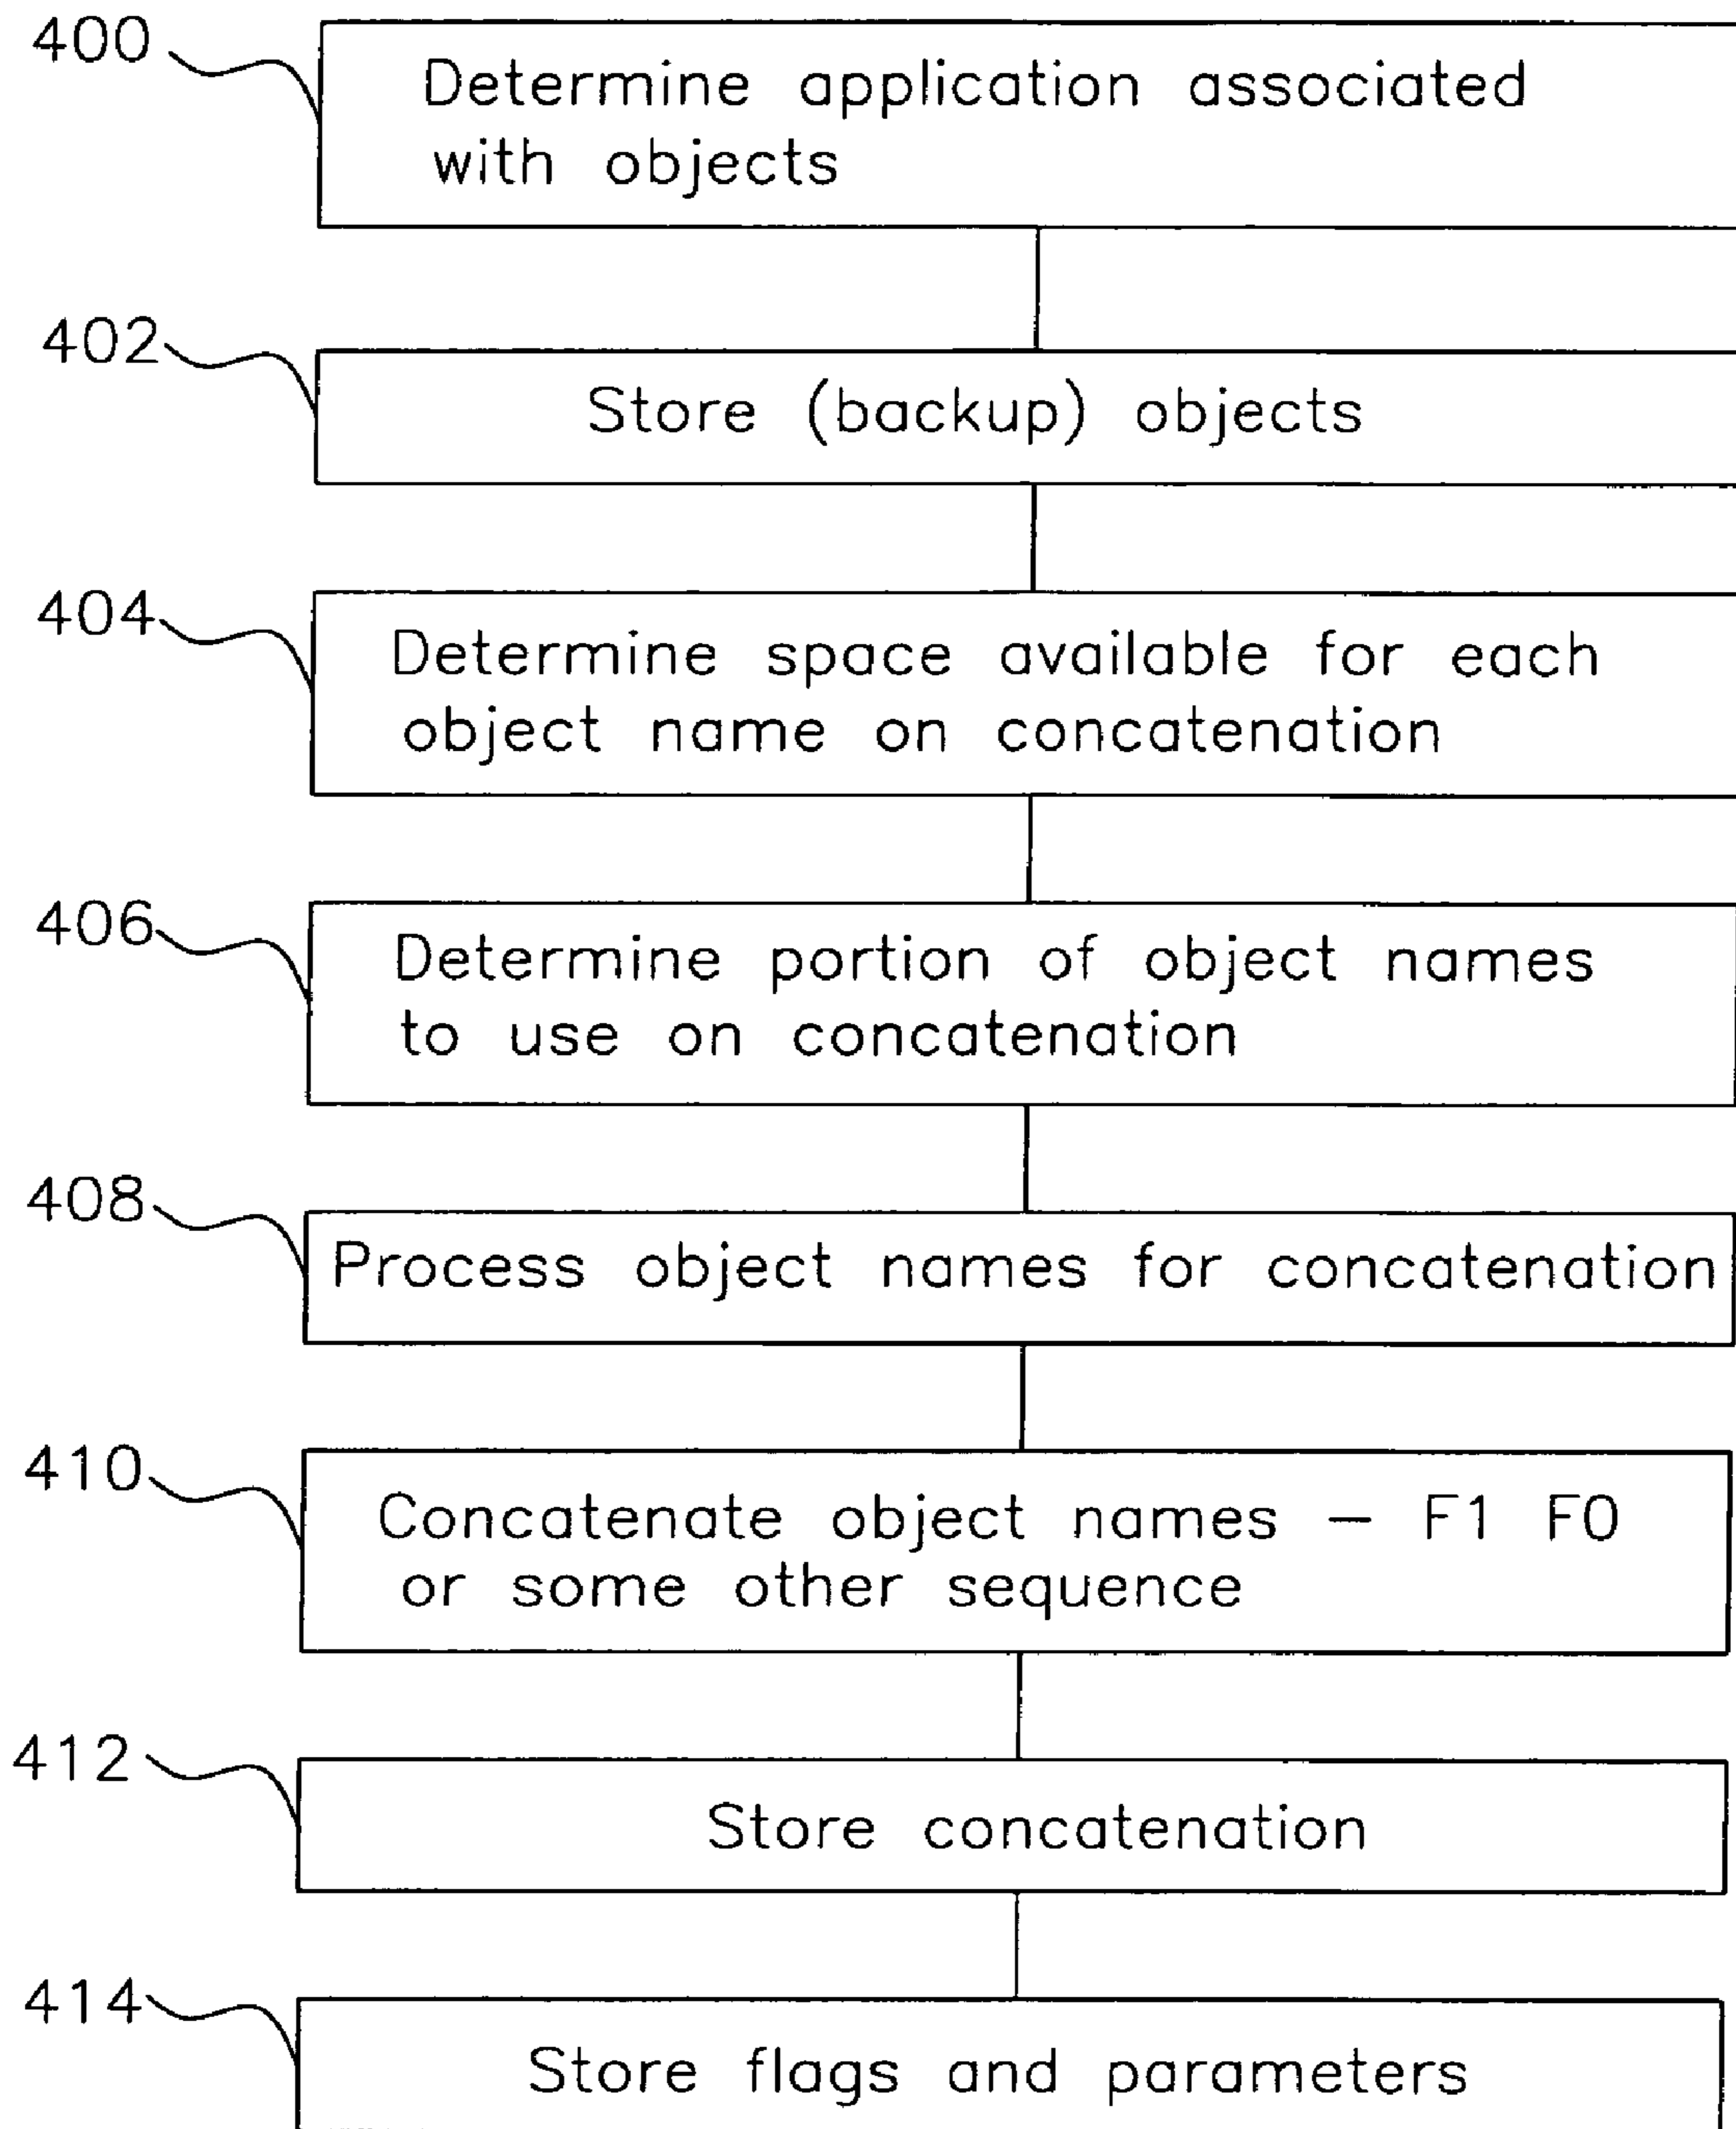 400
Determine application associated
with objects
402
Store (backup) objects
404
Determine space available for each
object name on concatenation
406
Determine portion of object names
to use on concatenation
408
Process object names for concatenation
410
Concatenate object names – F1 F0
or some other sequence
412
Store concatenation
414
Store flags and parameters